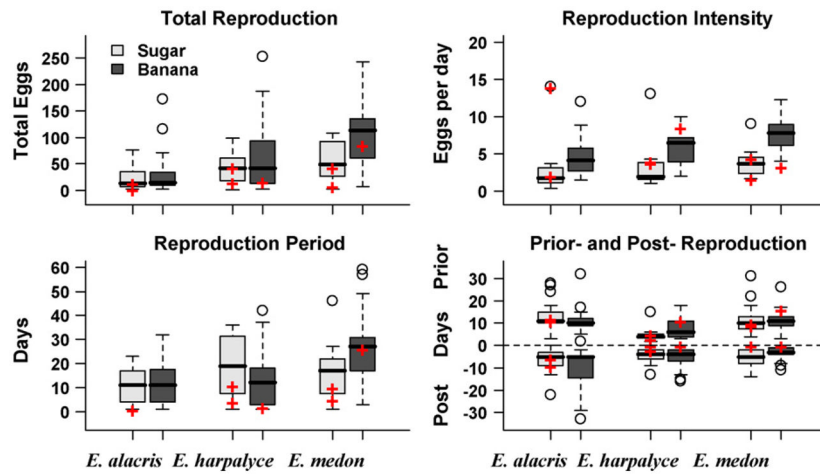 Total Reproduction
Total Eggs
250
200
150
100
50
0
Sugar
Banana
Reproduction Intensity
Eggs per day
20
15
10
5
0
Reproduction Period
Days
60
50
40
30
20
10
0
E. alacris E. harpalyce E. medon
Prior- and Post- Reproduction
Post Days Prior
30
20
10
0
-10
-20
-30
E. alacris E. harpalyce E. medon